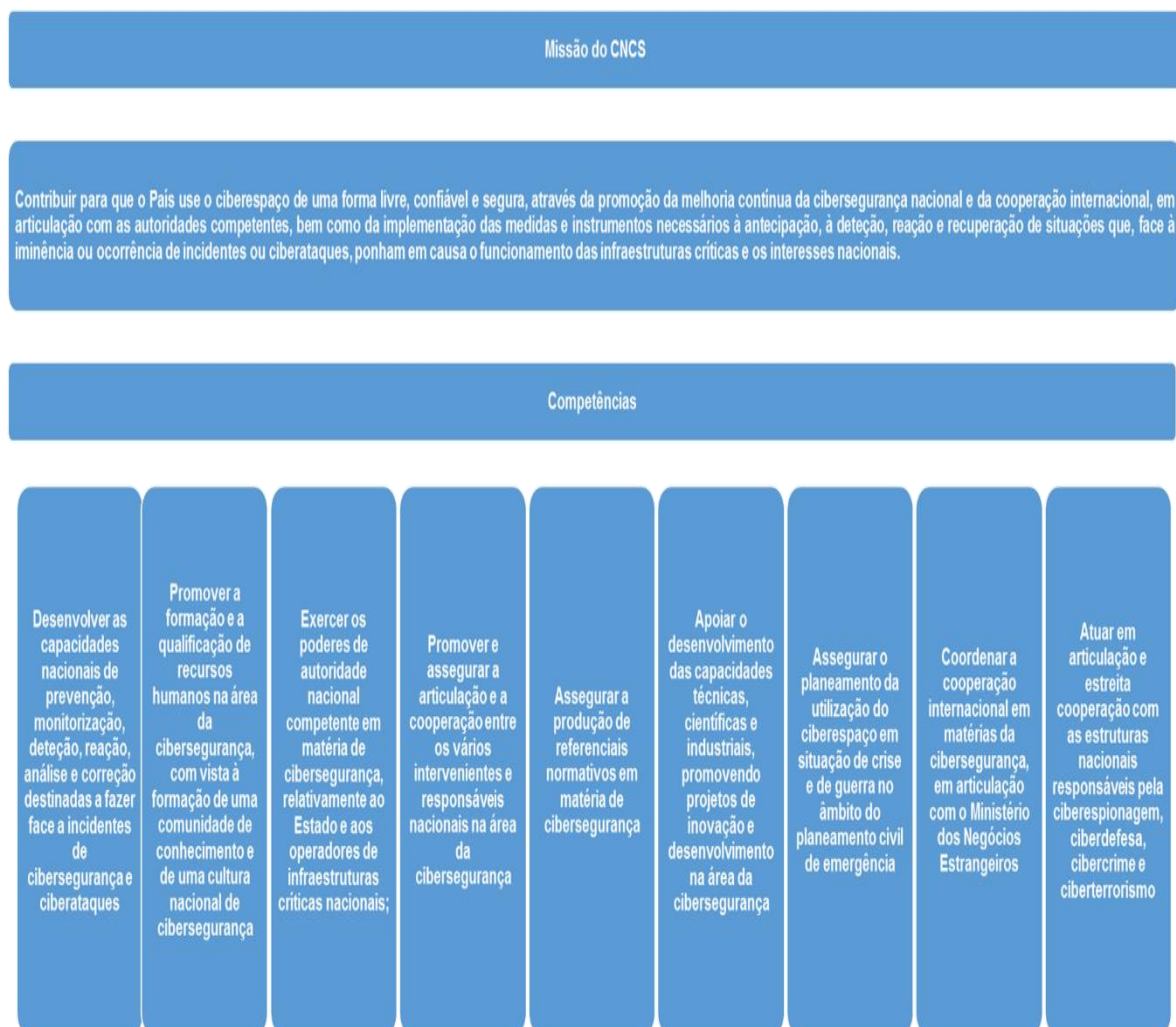 Missão do CNCS
Contribuir para que o País use o ciberespaço de uma forma livre, confiável e segura, através da promoção da melhoria contínua da cibersegurança nacional e da cooperação internacional, em
articulação com as autoridades competentes, bem como da implementação das medidas e instrumentos necessários à antecipação, à deteção, reação e recuperação de situações que, face a
iminência ou ocorrência de incidentes ou ciberataques, ponham em causa o funcionamento das infraestruturas críticas e os interesses nacionais.
Competências
Desenvolver as
capacidades
nacionais de
prevenção,
monitorização,
deteção, reação,
análise e correção
destinadas a fazer
face a incidentes
de
cibersegurança e
ciberataques
Promover a
formação e a
qualificação de
recursos
humanos na área
da
cibersegurança,
com vista à
formação de uma
comunidade de
conhecimento e
de uma cultura
nacional de
cibersegurança
Exercer os
poderes de
autoridade
nacional
competente em
matéria de
cibersegurança,
relativamente ao
Estado e aos
operadores de
infraestruturas
críticas nacionais;
Promover e
assegurar a
articulação e a
cooperação entre
os vários
intervenientes e
responsáveis
nacionais na área
da
cibersegurança
Assegurar a
produção de
referenciais
normativos em
matéria de
cibersegurança
Apoiar o
desenvolvimento
das capacidades
técnicas,
científicas e
industriais,
promovendo
projetos de
inovação e
desenvolvimento
na área da
cibersegurança
Assegurar o
planeamento da
utilização do
ciberespaço em
situação de crise
e de guerra no
âmbito do
planeamento civil
de emergência
Coordenar a
cooperação
internacional em
matérias da
cibersegurança,
em articulação
com o Ministério
dos Negócios
Estrangeiros
Atuar em
articulação e
estreita
cooperação com
as estruturas
nacionais
responsáveis pela
ciberespionagem,
ciberdefesa,
cibercrime e
ciberterrorismo